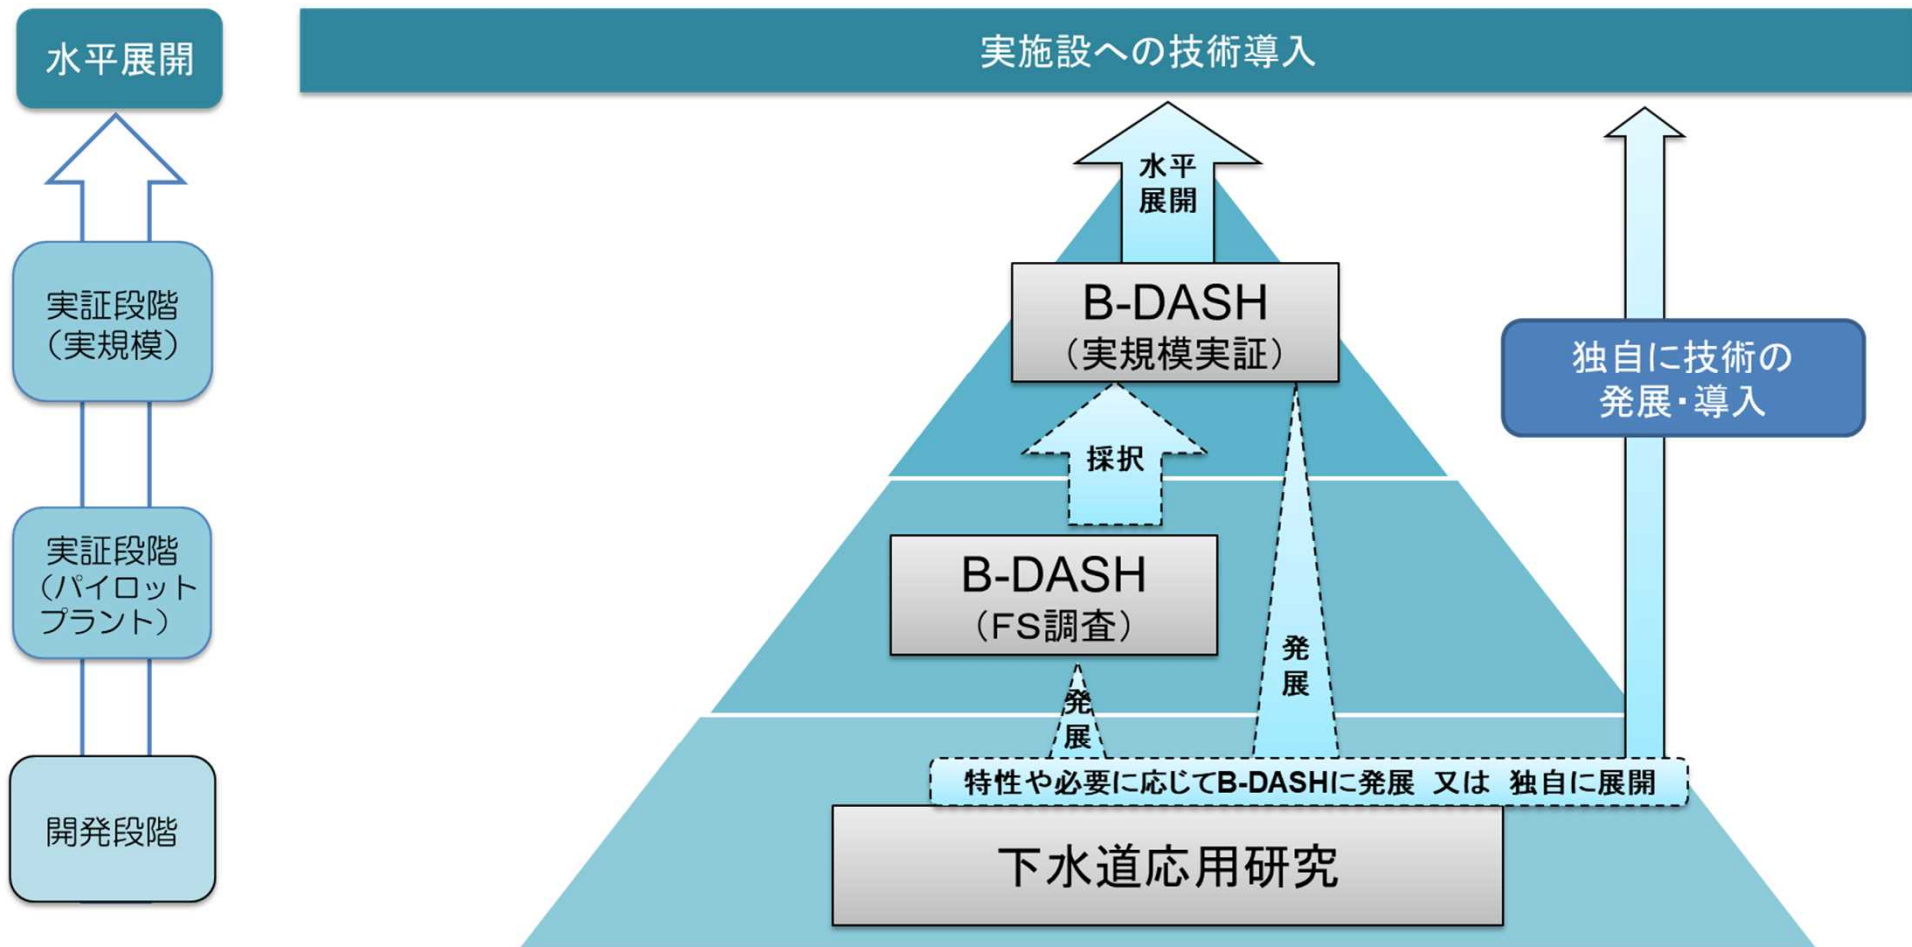 水平展開
実施設への技術導入
水平
展開
実証段階
（実規模）
B-DASH
（実規模実証）
独自に技術の
発展・導入
採択
実証段階
（パイロット
プラント）
B-DASH
（FS調査）
発
展
発
展
特性や必要に応じてB-DASHに発展 又は 独自に展開
開発段階
下水道応用研究